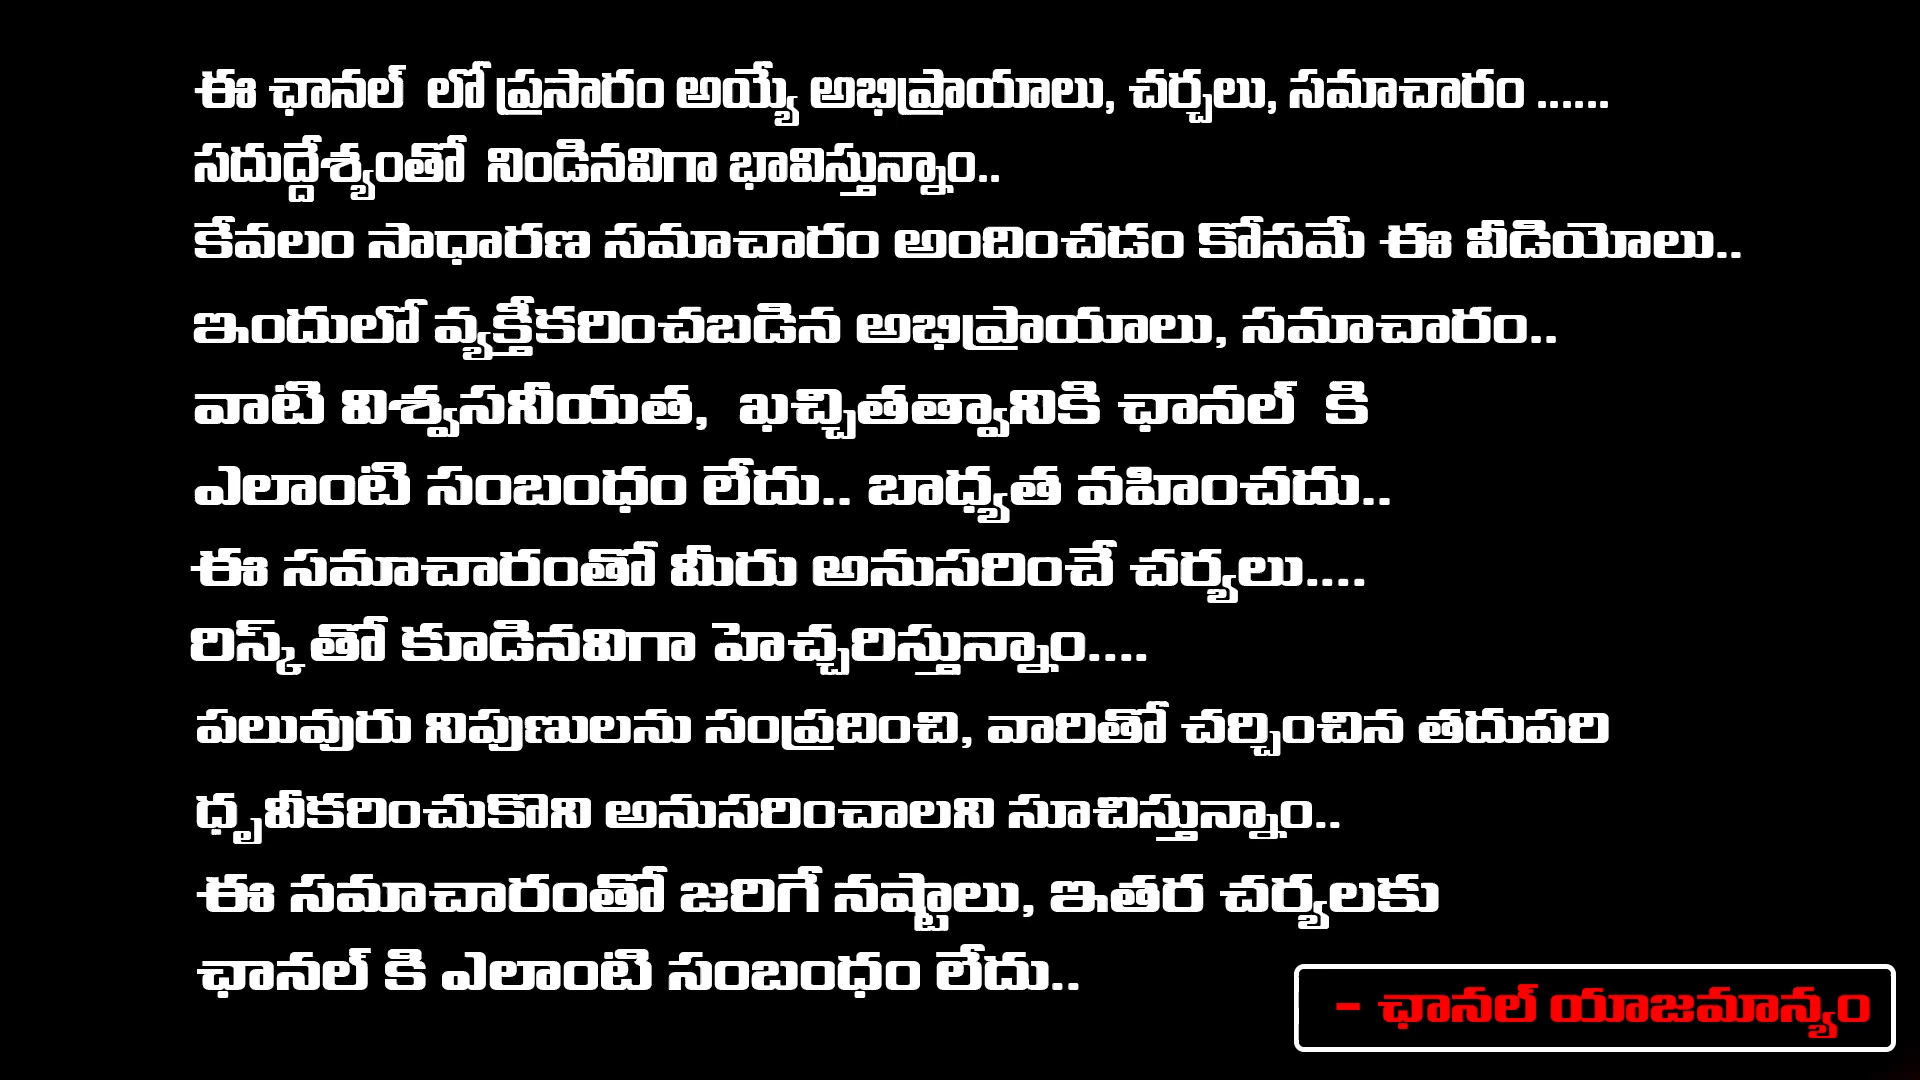 ఈ ఛానల్ లో ప్రసారం అయ్యే అభిప్రాయాలు, చర్చలు, సమాచారం ......
సదుద్దేశ్యంతో నిండినవిగా భావిస్తున్నాం..
కేవలం సాధారణ సమాచారం అందించడం కోసమే ఈ వీడియోలు..
ఇందులో వ్యక్తీకరించబడిన అభిప్రాయాలు, సమాచారం..
వాటి విశ్వసనీయత, ఖచ్చితత్వానికి ఛానల్ కి
ఎలాంటి సంబంధం లేదు.. బాధ్యత వహించదు..
ఈ సమాచారంతో మీరు అనుసరించే చర్యలు....
రిస్క్ తో కూడినవిగా హెచ్చరిస్తున్నాం....
పలువురు నిపుణులను సంప్రదించి, వారితో చర్చించిన తదుపరి
ధృవీకరించుకొని అనుసరించాలని సూచిస్తున్నాం..
ఈ సమాచారంతో జరిగే నష్టాలు, ఇతర చర్యలకు
ఛానల్ కి ఎలాంటి సంబంధం లేదు..
- ఛానల్ యాజమాన్యం